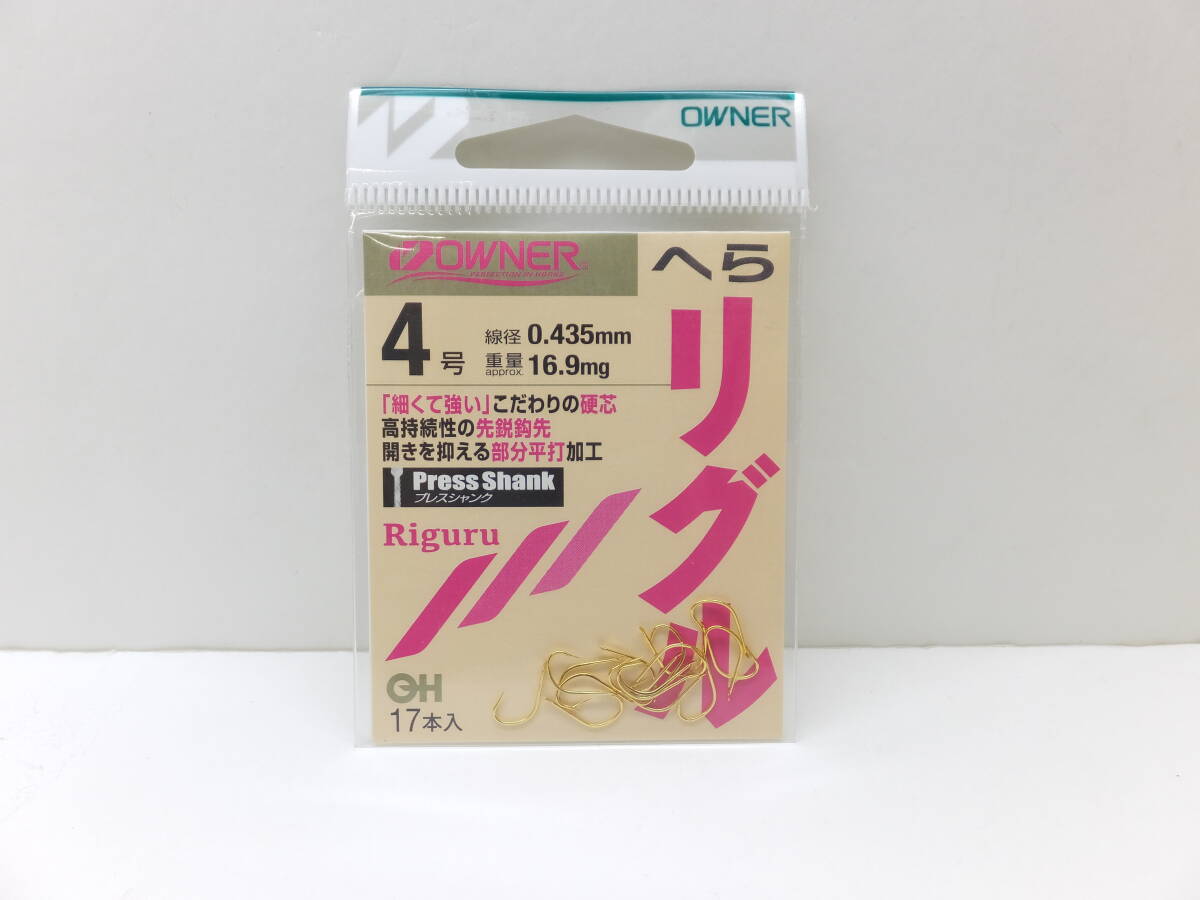 OWNER
OWNER
PERFECTION IN HOOKS
へら
リグル
4号
線径 0.435mm
重量 approx. 16.9mg
「細くて強い」こだわりの硬芯
高持続性の先鋭鈎先
開きを抑える部分平打加工
Press Shank
プレスシャンク
Riguru
OH
17本入